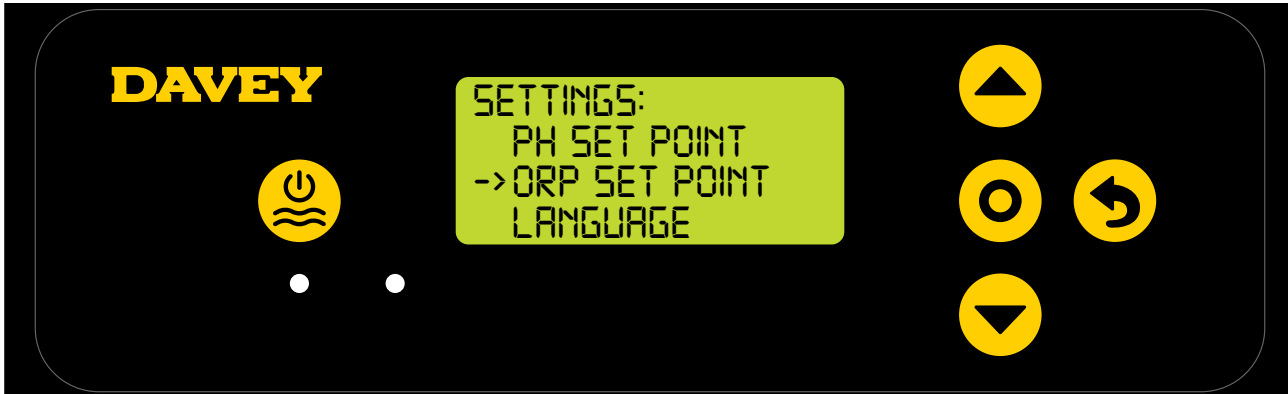 DAVEY
SETTINGS:
PH SET POINT
->ORP SET POINT
LANGUAGE